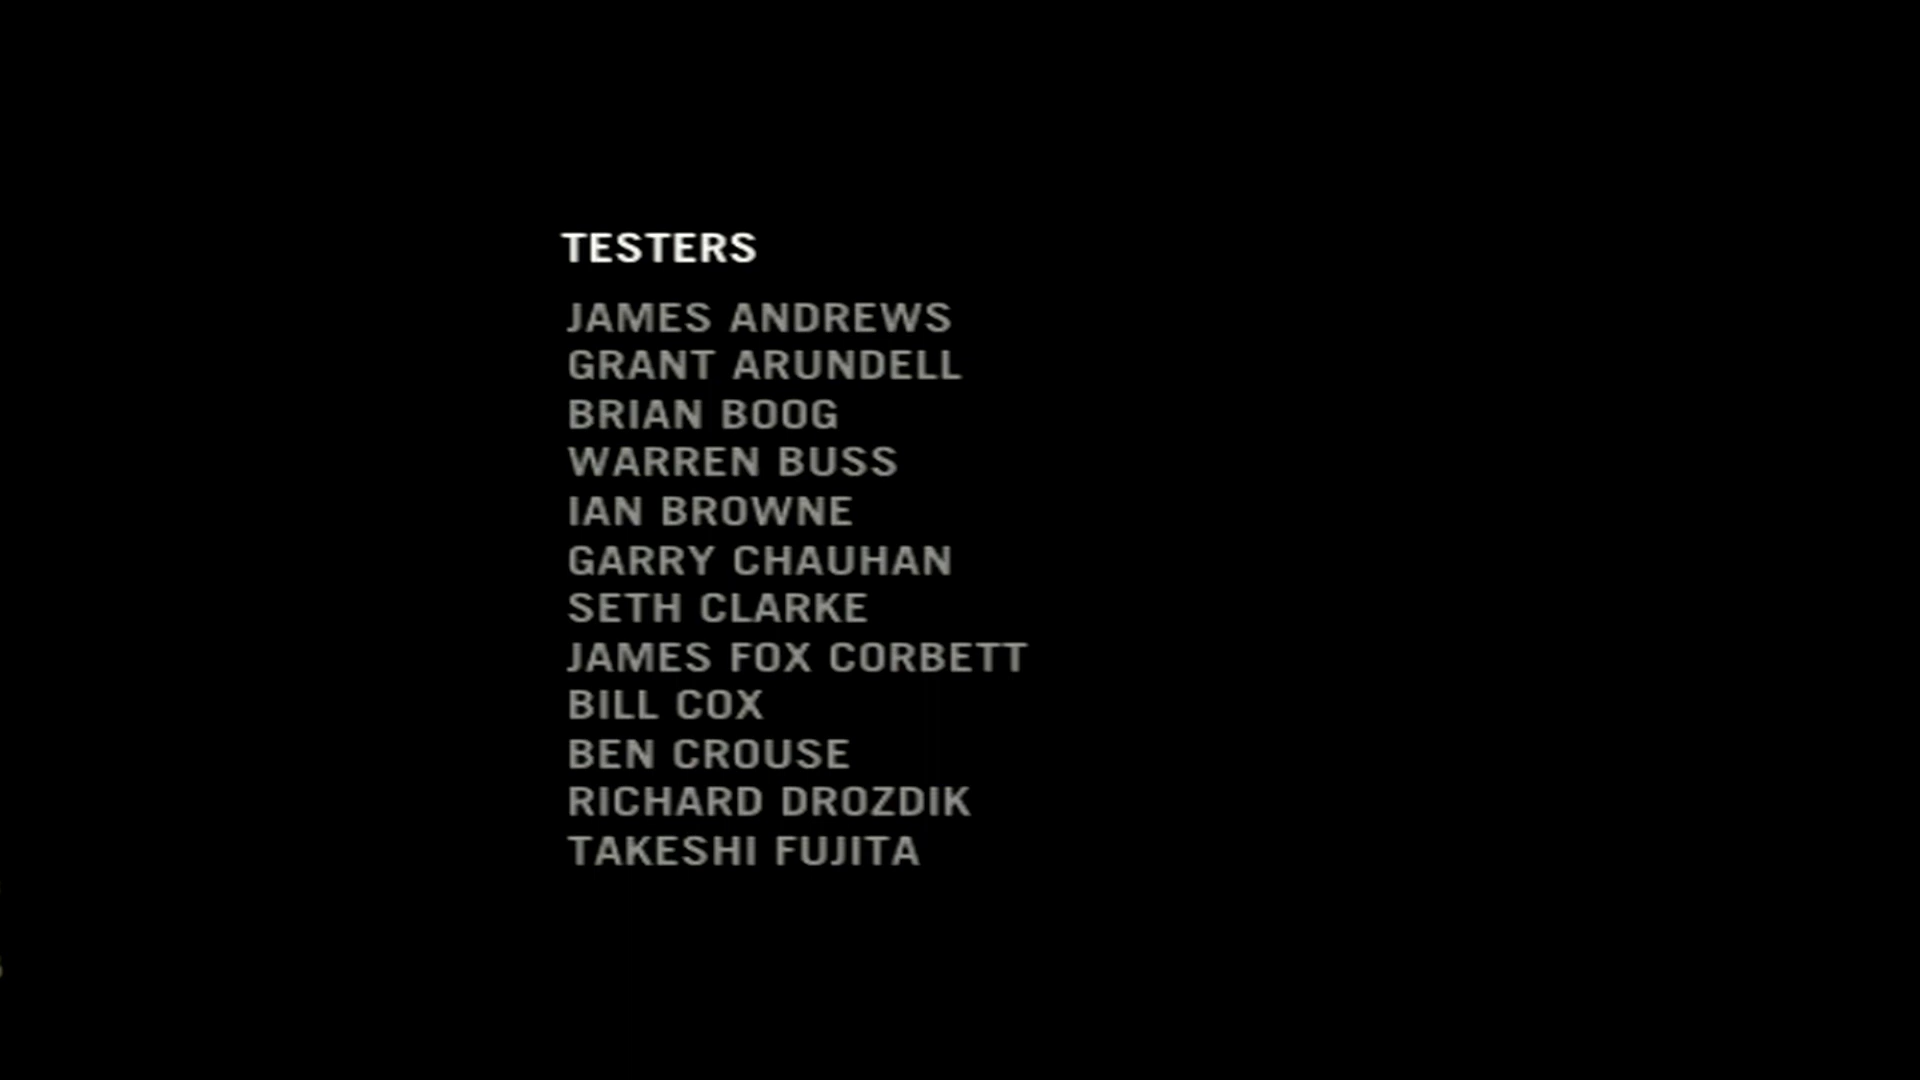 TESTERS
JAMES ANDREWS
GRANT ARUNDELL
BRIAN BOOG
WARREN BUSS
IAN BROWNE
GARRY CHAUHAN
SETH CLARKE
JAMES FOX CORBETT
BILL COX
BEN CROUSE
RICHARD DROZDIK
TAKESHI FUJITA